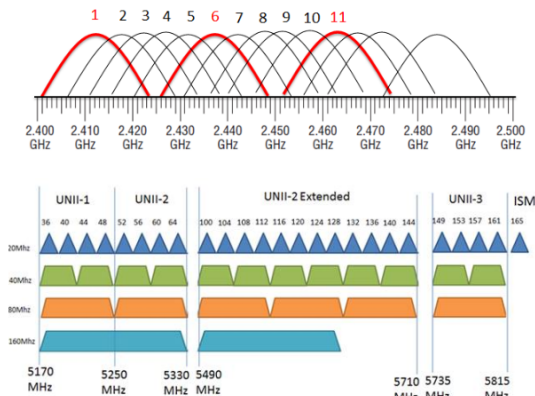 1 2 3 4 5 6 7 8 9 10 11
2.400 2.410 2.420 2.430 2.440 2.450 2.460 2.470 2.480 2.490 2.500
GHz GHz GHz GHz GHz GHz GHz GHz GHz GHz GHz
UNII-1 UNII-2 UNII-2 Extended UNII-3 ISM
36 40 44 48 52 56 60 64 100 104 108 112 116 120 124 128 132 136 140 144 149 153 157 161 165
20Mhz
40Mhz
80Mhz
160Mhz
5170 5250 5330 5490 5710 5735 5815
MHz MHz MHz MHz MHz MHz MHz